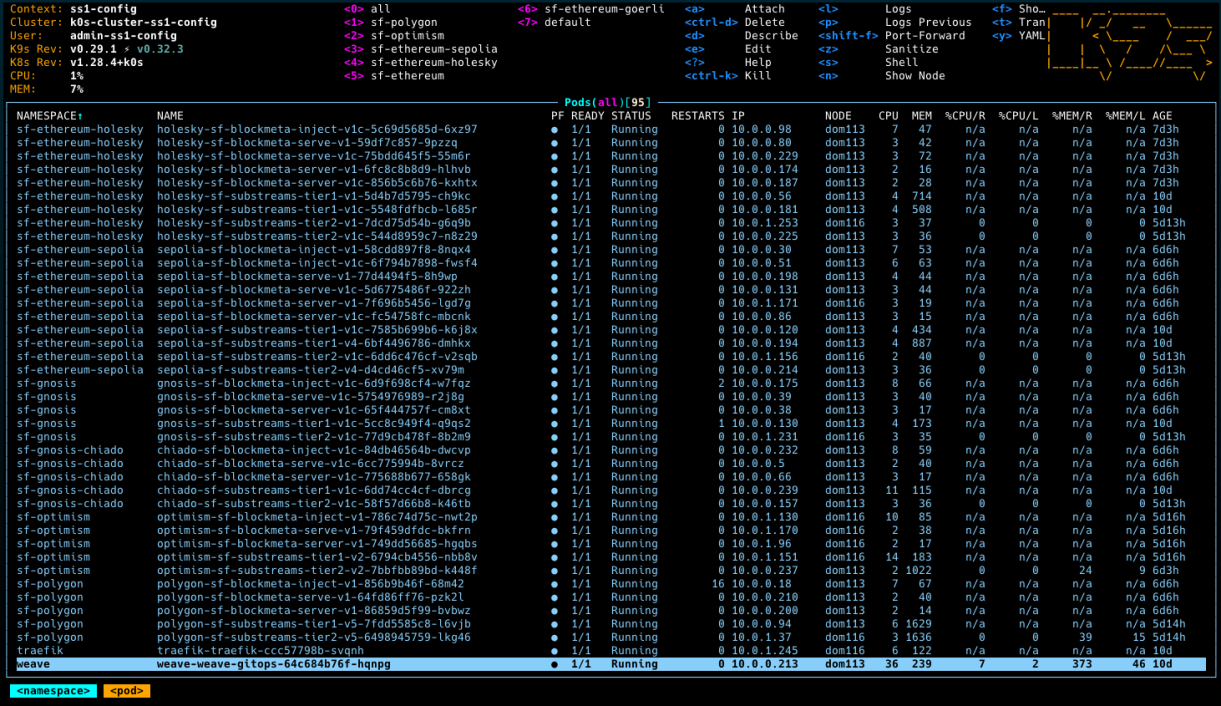 Context: ss1-config <0> all <6> sf-ethereum-goerli <a> Attach <l> Logs <f> Sho…
Cluster: k0s-cluster-ss1-config <1> sf-polygon <7> default <ctrl-d> Delete <p> Logs Previous <t> Tran
User: admin-ss1-config <2> sf-optimism <d> Describe <shift-f> Port-Forward <y> YAML
K9s Rev: v0.29.1 ⚡ v0.32.3 <3> sf-ethereum-sepolia <e> Edit <z> Sanitize
K8s Rev: v1.28.4+k0s <4> sf-ethereum-holesky <?> Help <s> Shell
CPU: 1% <5> sf-ethereum <ctrl-k> Kill <n> Show Node
MEM: 7%
Pods(all)[95]
NAMESPACE↑ NAME PF READY STATUS RESTARTS IP NODE CPU MEM %CPU/R %CPU/L %MEM/R %MEM/L AGE
sf-ethereum-holesky holesky-sf-blockmeta-inject-v1c-5c69d5685d-6xz97 ● 1/1 Running 0 10.0.0.98 dom113 7 47 n/a n/a n/a n/a 7d3h
sf-ethereum-holesky holesky-sf-blockmeta-serve-v1-59df7c857-9pzzq ● 1/1 Running 0 10.0.0.80 dom113 3 42 n/a n/a n/a n/a 7d3h
sf-ethereum-holesky holesky-sf-blockmeta-serve-v1c-75bdd645f5-55m6r ● 1/1 Running 0 10.0.0.229 dom113 3 72 n/a n/a n/a n/a 7d3h
sf-ethereum-holesky holesky-sf-blockmeta-server-v1-6fc8c8b8d9-hlhvb ● 1/1 Running 0 10.0.0.174 dom113 2 16 n/a n/a n/a n/a 7d3h
sf-ethereum-holesky holesky-sf-blockmeta-server-v1c-856b5c6b76-kxhtx ● 1/1 Running 0 10.0.0.187 dom113 2 28 n/a n/a n/a n/a 7d3h
sf-ethereum-holesky holesky-sf-substreams-tier1-v1-5d4b7d5795-ch9kc ● 1/1 Running 0 10.0.0.56 dom113 4 714 n/a n/a n/a n/a 10d
sf-ethereum-holesky holesky-sf-substreams-tier1-v1c-5548fdfbcb-l685r ● 1/1 Running 0 10.0.0.181 dom113 4 508 n/a n/a n/a n/a 10d
sf-ethereum-holesky holesky-sf-substreams-tier2-v1-7dcd75d54b-g6q9b ● 1/1 Running 0 10.0.1.253 dom116 3 37 0 0 0 0 5d13h
sf-ethereum-holesky holesky-sf-substreams-tier2-v1c-544d8959c7-n8z29 ● 1/1 Running 0 10.0.0.225 dom113 3 36 0 0 0 0 5d13h
sf-ethereum-sepolia sepolia-sf-blockmeta-inject-v1-58cdd897f8-8nqx4 ● 1/1 Running 0 10.0.0.30 dom113 7 53 n/a n/a n/a n/a 6d6h
sf-ethereum-sepolia sepolia-sf-blockmeta-inject-v1c-6f794b7898-fwsf4 ● 1/1 Running 0 10.0.0.51 dom113 6 63 n/a n/a n/a n/a 6d6h
sf-ethereum-sepolia sepolia-sf-blockmeta-serve-v1-77d4494f5-8h9wp ● 1/1 Running 0 10.0.0.198 dom113 4 44 n/a n/a n/a n/a 6d6h
sf-ethereum-sepolia sepolia-sf-blockmeta-serve-v1c-5d6775486f-922zh ● 1/1 Running 0 10.0.0.131 dom113 3 44 n/a n/a n/a n/a 6d6h
sf-ethereum-sepolia sepolia-sf-blockmeta-server-v1-7f696b5456-lgd7g ● 1/1 Running 0 10.0.1.171 dom116 3 19 n/a n/a n/a n/a 6d6h
sf-ethereum-sepolia sepolia-sf-blockmeta-server-v1c-fc54758fc-mbcnk ● 1/1 Running 0 10.0.0.86 dom113 3 15 n/a n/a n/a n/a 6d6h
sf-ethereum-sepolia sepolia-sf-substreams-tier1-v1c-7585b699b6-k6j8x ● 1/1 Running 0 10.0.0.120 dom113 4 434 n/a n/a n/a n/a 10d
sf-ethereum-sepolia sepolia-sf-substreams-tier1-v4-6bf4496786-dmhkx ● 1/1 Running 0 10.0.0.194 dom113 4 887 n/a n/a n/a n/a 10d
sf-ethereum-sepolia sepolia-sf-substreams-tier2-v1c-6dd6c476cf-v2sqb ● 1/1 Running 0 10.0.1.156 dom116 2 40 0 0 0 0 5d13h
sf-ethereum-sepolia sepolia-sf-substreams-tier2-v4-d4cd46cf5-xv79m ● 1/1 Running 0 10.0.0.214 dom113 3 36 0 0 0 0 5d13h
sf-gnosis gnosis-sf-blockmeta-inject-v1c-6d9f698cf4-w7fqz ● 1/1 Running 2 10.0.0.175 dom113 8 66 n/a n/a n/a n/a 6d6h
sf-gnosis gnosis-sf-blockmeta-serve-v1c-5754976989-r2j8g ● 1/1 Running 0 10.0.0.39 dom113 3 40 n/a n/a n/a n/a 6d6h
sf-gnosis gnosis-sf-blockmeta-server-v1c-65f444757f-cm8xt ● 1/1 Running 0 10.0.0.38 dom113 3 17 n/a n/a n/a n/a 6d6h
sf-gnosis gnosis-sf-substreams-tier1-v1c-5cc8c949f4-q9qs2 ● 1/1 Running 1 10.0.0.130 dom113 4 173 n/a n/a n/a n/a 10d
sf-gnosis gnosis-sf-substreams-tier2-v1c-77d9cb478f-8b2m9 ● 1/1 Running 0 10.0.1.231 dom116 3 35 0 0 0 0 5d13h
sf-gnosis-chiado chiado-sf-blockmeta-inject-v1c-84db46564b-dwcvp ● 1/1 Running 0 10.0.0.232 dom113 8 59 n/a n/a n/a n/a 6d6h
sf-gnosis-chiado chiado-sf-blockmeta-serve-v1c-6cc775994b-8vrcz ● 1/1 Running 0 10.0.0.5 dom113 2 40 n/a n/a n/a n/a 6d6h
sf-gnosis-chiado chiado-sf-blockmeta-server-v1c-775688b677-658gk ● 1/1 Running 0 10.0.0.66 dom113 3 17 n/a n/a n/a n/a 6d6h
sf-gnosis-chiado chiado-sf-substreams-tier1-v1c-6dd74cc4cf-dbrcg ● 1/1 Running 0 10.0.0.239 dom113 11 115 n/a n/a n/a n/a 10d
sf-gnosis-chiado chiado-sf-substreams-tier2-v1c-58f57d66b8-k46tb ● 1/1 Running 0 10.0.0.157 dom113 3 36 0 0 0 0 5d13h
sf-optimism optimism-sf-blockmeta-inject-v1-786c74d75c-nwt2p ● 1/1 Running 0 10.0.1.130 dom116 10 85 n/a n/a n/a n/a 5d16h
sf-optimism optimism-sf-blockmeta-serve-v1-79f459dfdc-bkfrn ● 1/1 Running 0 10.0.1.170 dom116 2 38 n/a n/a n/a n/a 5d16h
sf-optimism optimism-sf-blockmeta-server-v1-749dd56685-hgqbs ● 1/1 Running 0 10.0.1.96 dom116 2 17 n/a n/a n/a n/a 5d16h
sf-optimism optimism-sf-substreams-tier1-v2-6794cb4556-nbb8v ● 1/1 Running 0 10.0.1.151 dom116 14 183 n/a n/a n/a n/a 5d16h
sf-optimism optimism-sf-substreams-tier2-v2-7bbfbb89bd-k448f ● 1/1 Running 0 10.0.0.237 dom113 2 1022 0 0 24 9 6d3h
sf-polygon polygon-sf-blockmeta-inject-v1-856b9b46f-68m42 ● 1/1 Running 16 10.0.0.18 dom113 7 67 n/a n/a n/a n/a 6d6h
sf-polygon polygon-sf-blockmeta-serve-v1-64fd86ff76-pzk2l ● 1/1 Running 0 10.0.0.210 dom113 2 40 n/a n/a n/a n/a 6d6h
sf-polygon polygon-sf-blockmeta-server-v1-86859d5f99-bvbwz ● 1/1 Running 0 10.0.0.200 dom113 2 14 n/a n/a n/a n/a 6d6h
sf-polygon polygon-sf-substreams-tier1-v5-7fdd5585c8-l6vjb ● 1/1 Running 0 10.0.0.94 dom113 6 1629 n/a n/a n/a n/a 5d14h
sf-polygon polygon-sf-substreams-tier2-v5-6498945759-lkg46 ● 1/1 Running 0 10.0.1.37 dom116 3 1636 0 0 39 15 5d14h
traefik traefik-traefik-ccc57798b-svqnh ● 1/1 Running 0 10.0.1.245 dom116 6 122 n/a n/a n/a n/a 10d
weave weave-weave-gitops-64c684b76f-hqnpg ● 1/1 Running 0 10.0.0.213 dom113 36 239 7 2 373 46 10d
<namespace> <pod>